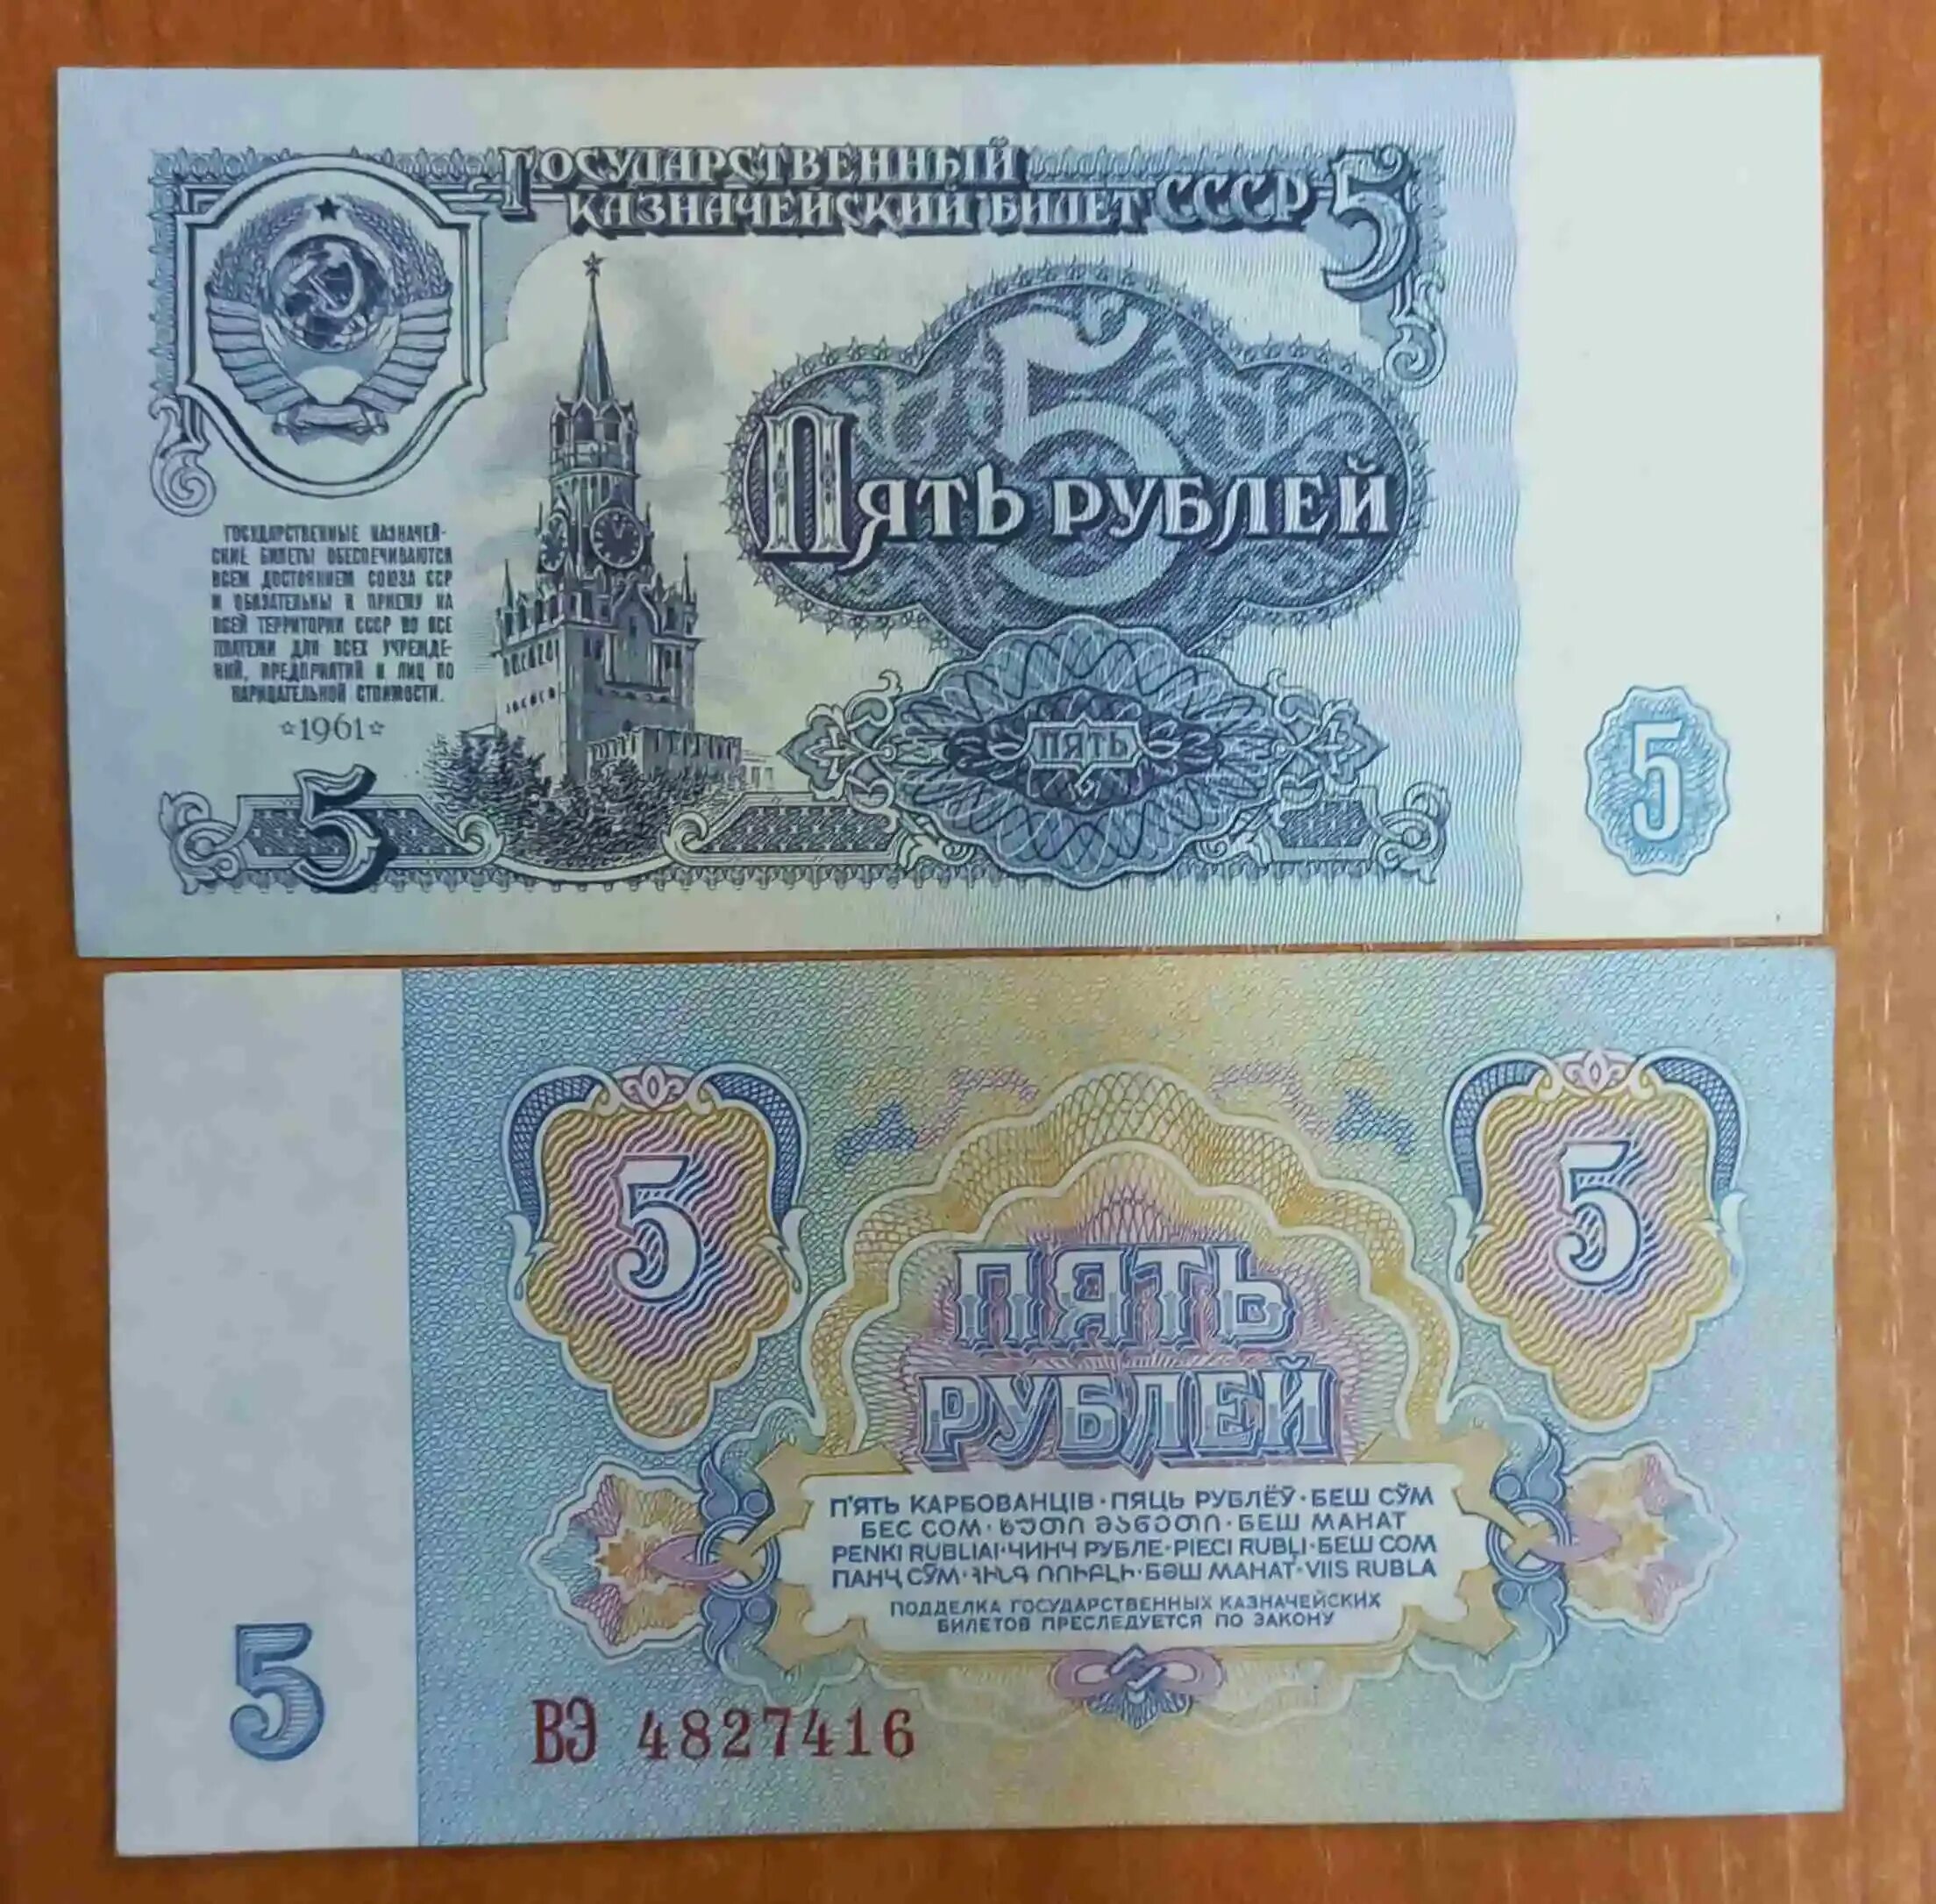 ГОСУДАРСТВЕННЫЙ
КАЗНАЧЕЙСКИЙ БИЛЕТ СССР 5
5
ПЯТЬ РУБЛЕЙ
ГОСУДАРСТВЕННЫЕ КАЗНАЧЕЙ-
СКИЕ БИЛЕТЫ ОБЕСПЕЧИВАЮТСЯ
ВСЕМ ДОСТОЯНИЕМ СОЮЗА ССР
И ОБЯЗАТЕЛЬНЫ К ПРИЕМУ НА
ВСЕЙ ТЕРРИТОРИИ СССР ВО ВСЕ
ПЛАТЕЖИ ДЛЯ ВСЕХ УЧРЕЖДЕ-
НИЙ, ПРЕДПРИЯТИЙ И ЛИЦ ПО
НАРИЦАТЕЛЬНОЙ СТОИМОСТИ.
☆1961☆
ПЯТЬ
5
5
5
5
ПЯТЬ
РУБЛЕЙ
П'ЯТЬ КАРБОВАНЦІВ·ПЯЦЬ РУБЛЁЎ·БЕШ СЎМ
БЕС СОМ·ხუთი მანეთი·БЕШ МАНАТ
PENKI RUBLIAI·ЧИНЧ РУБЛЕ·PIECI RUBĻI·БЕШ СОМ
ПАНҶ СӮМ·ՀԻՆԳ ՌՈՒԲԼԻ·БӘШ МАНАТ·VIIS RUBLA
ПОДДЕЛКА ГОСУДАРСТВЕННЫХ КАЗНАЧЕЙСКИХ
БИЛЕТОВ ПРЕСЛЕДУЕТСЯ ПО ЗАКОНУ
5
ВЭ 4827416